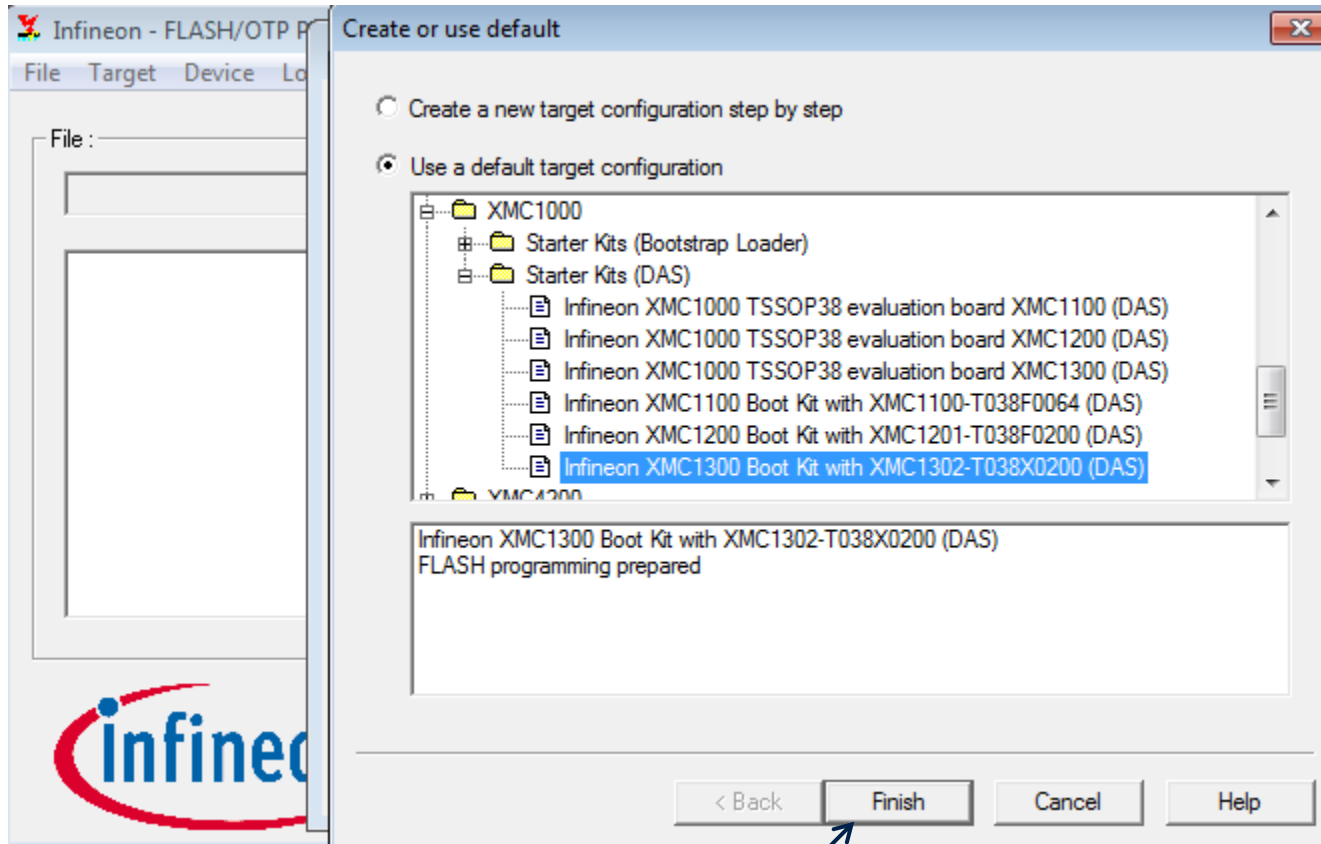 Infineon - FLASH/OTP P
File Target Device Lo
File :
infineo
Create or use default
Create a new target configuration step by step
Use a default target configuration
XMC1000
Starter Kits (Bootstrap Loader)
Starter Kits (DAS)
Infineon XMC1000 TSSOP38 evaluation board XMC1100 (DAS)
Infineon XMC1000 TSSOP38 evaluation board XMC1200 (DAS)
Infineon XMC1000 TSSOP38 evaluation board XMC1300 (DAS)
Infineon XMC1100 Boot Kit with XMC1100-T038F0064 (DAS)
Infineon XMC1200 Boot Kit with XMC1201-T038F0200 (DAS)
Infineon XMC1300 Boot Kit with XMC1302-T038X0200 (DAS)
XMC4200
Infineon XMC1300 Boot Kit with XMC1302-T038X0200 (DAS)
FLASH programming prepared
< Back Finish Cancel Help